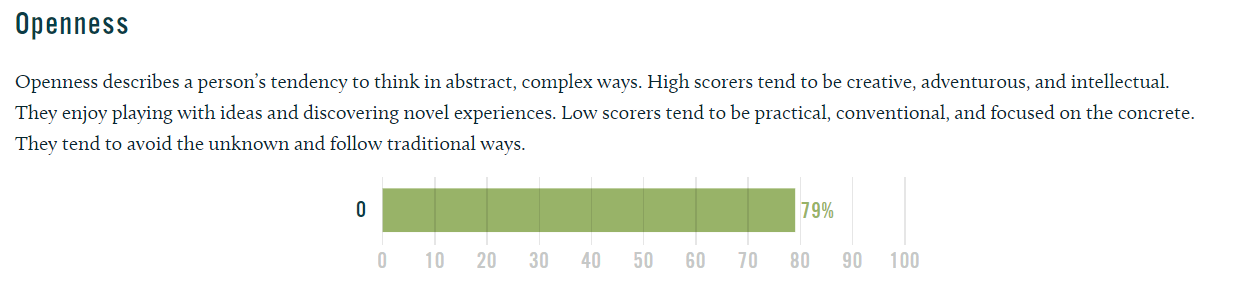 Openness
Openness describes a person’s tendency to think in abstract, complex ways. High scorers tend to be creative, adventurous, and intellectual.
They enjoy playing with ideas and discovering novel experiences. Low scorers tend to be practical, conventional, and focused on the concrete.
They tend to avoid the unknown and follow traditional ways.
O 79%
0 10 20 30 40 50 60 70 80 90 100